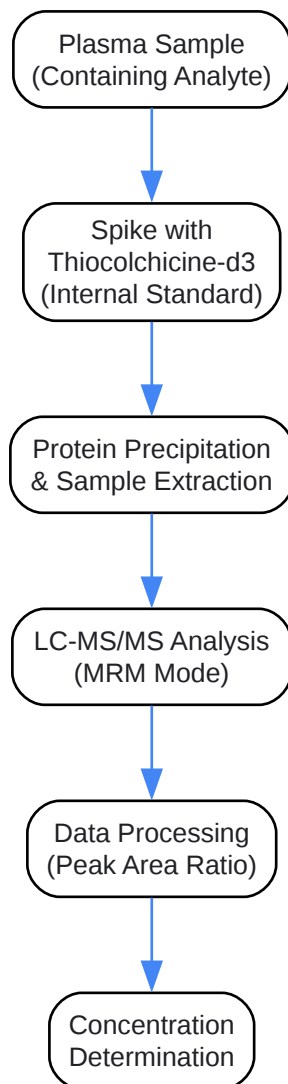 Plasma Sample
(Containing Analyte)
Spike with
Thiocolchicine-d3
(Internal Standard)
Protein Precipitation
& Sample Extraction
LC-MS/MS Analysis
(MRM Mode)
Data Processing
(Peak Area Ratio)
Concentration
Determination